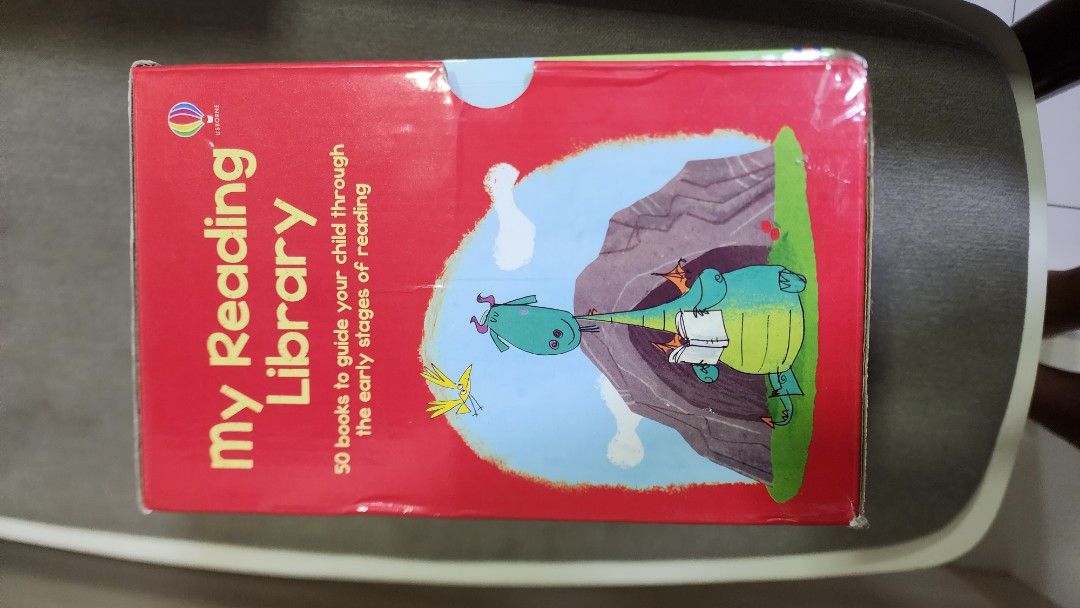 USBORNE
My Reading
Library
50 books to guide your child through
the early stages of reading